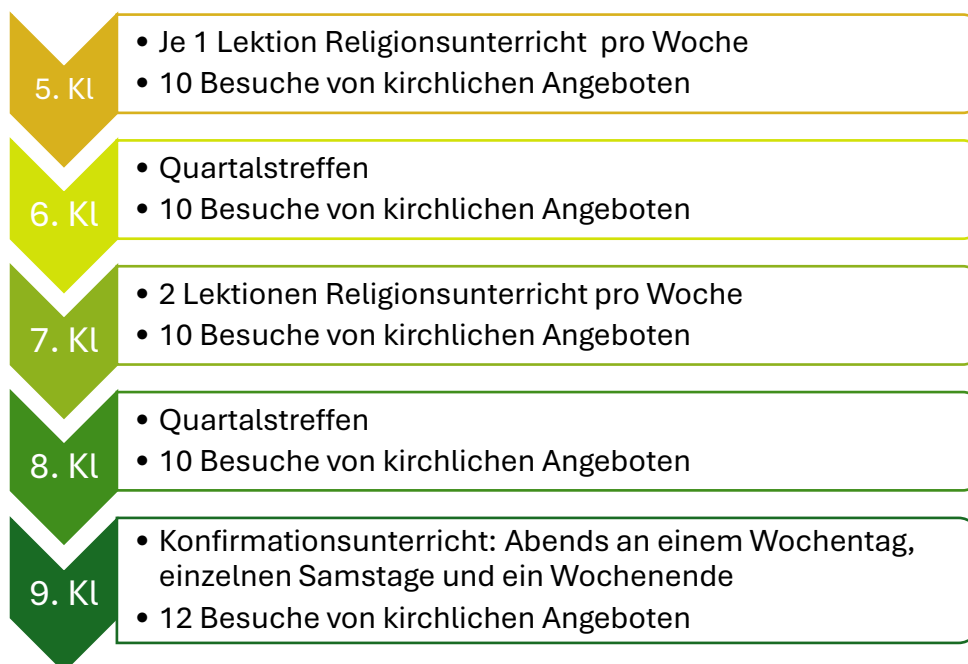 5. Kl
• Je 1 Lektion Religionsunterricht pro Woche
• 10 Besuche von kirchlichen Angeboten
6. Kl
• Quartalstreffen
• 10 Besuche von kirchlichen Angeboten
7. Kl
• 2 Lektionen Religionsunterricht pro Woche
• 10 Besuche von kirchlichen Angeboten
8. Kl
• Quartalstreffen
• 10 Besuche von kirchlichen Angeboten
9. Kl
• Konfirmationsunterricht: Abends an einem Wochentag,
einzelnen Samstage und ein Wochenende
• 12 Besuche von kirchlichen Angeboten